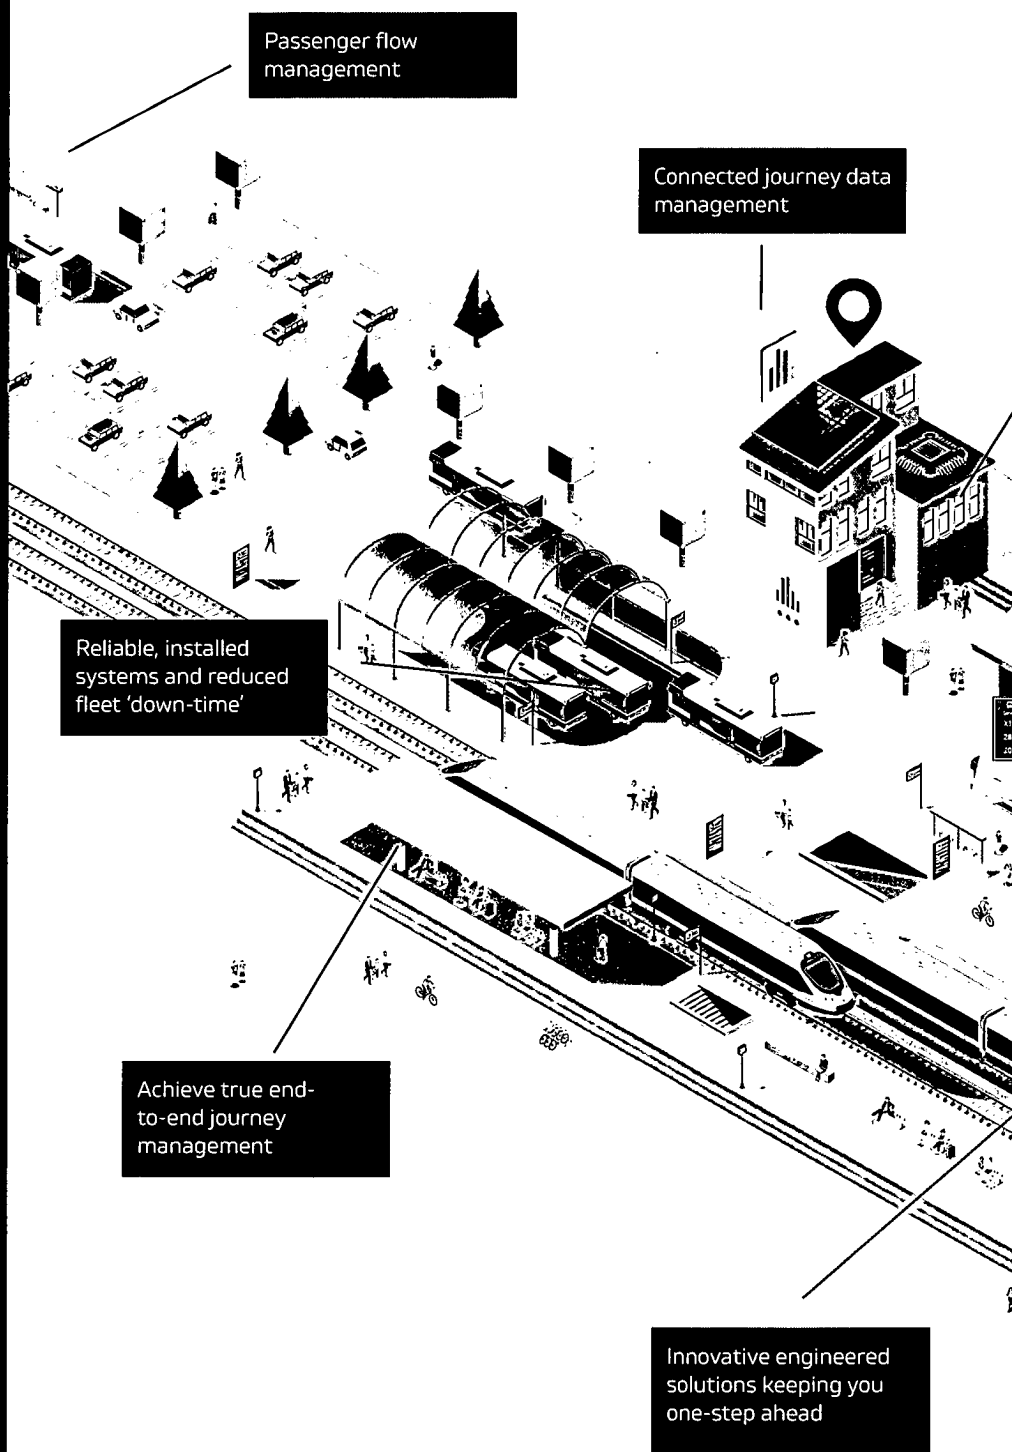 Passenger flow
management
Connected journey data
management
Reliable, installed
systems and reduced
fleet 'down-time'
Achieve true end-
to-end journey
management
Innovative engineered
solutions keeping you
one-step ahead